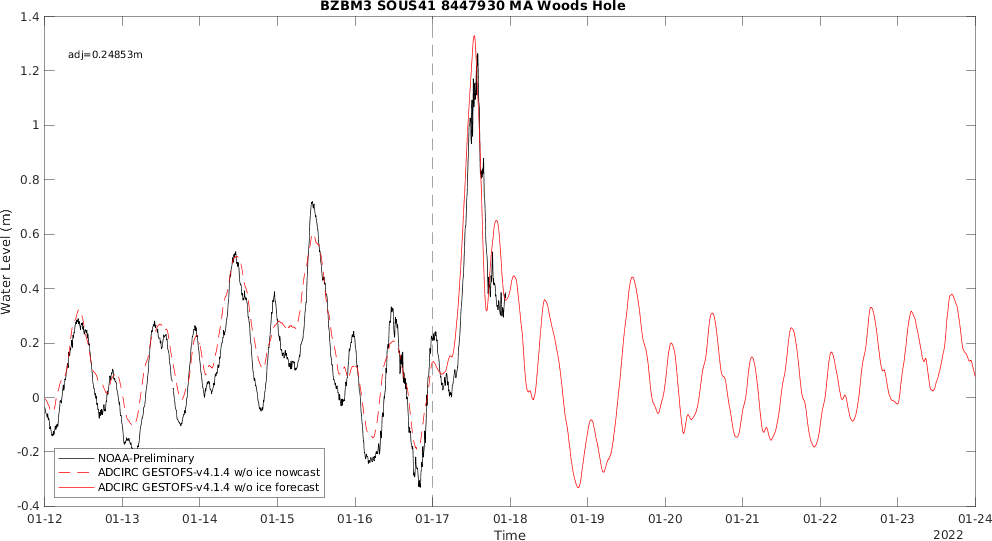 BZBM3 SOUS41 8447930 MA Woods Hole
adj=0.24853m
Water Level (m)
1.4
1.2
1
0.8
0.6
0.4
0.2
0
-0.2
-0.4
NOAA-Preliminary
ADCIRC GESTOFS-v4.1.4 w/o ice nowcast
ADCIRC GESTOFS-v4.1.4 w/o ice forecast
01-12 01-13 01-14 01-15 01-16 01-17 01-18 01-19 01-20 01-21 01-22 01-23 01-24
Time
2022